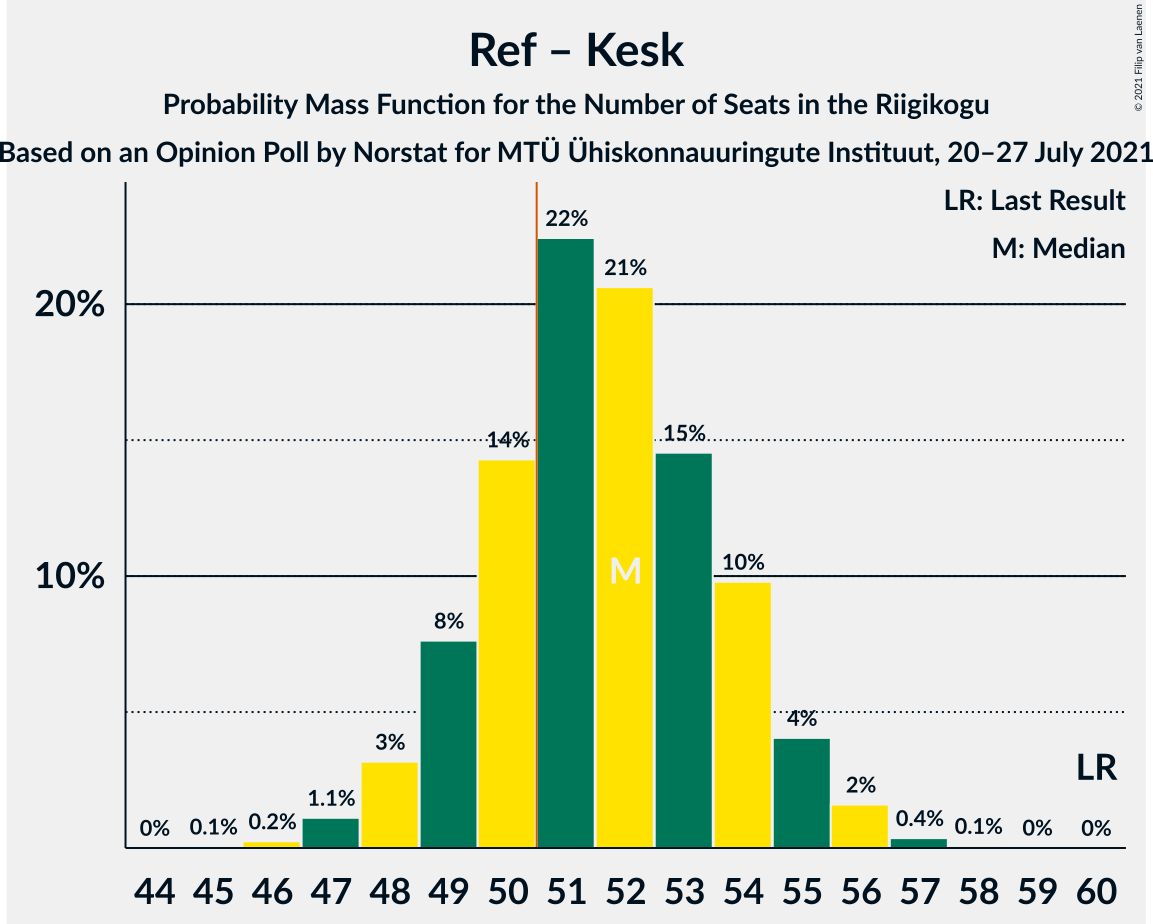 Ref – Kesk
Probability Mass Function for the Number of Seats in the Riigikogu
Based on an Opinion Poll by Norstat for MTÜ Ühiskonnauuringute Instituut, 20–27 July 2021
© 2021 Filip van Laenen
LR: Last Result
M: Median
22%
21%
20%
15%
14%
10%
10%
M
8%
4%
3%
LR
2%
1.1%
0.4%
0.2%
0.1%
0.1%
0%
0%
0%
44 45 46 47 48 49 50 51 52 53 54 55 56 57 58 59 60